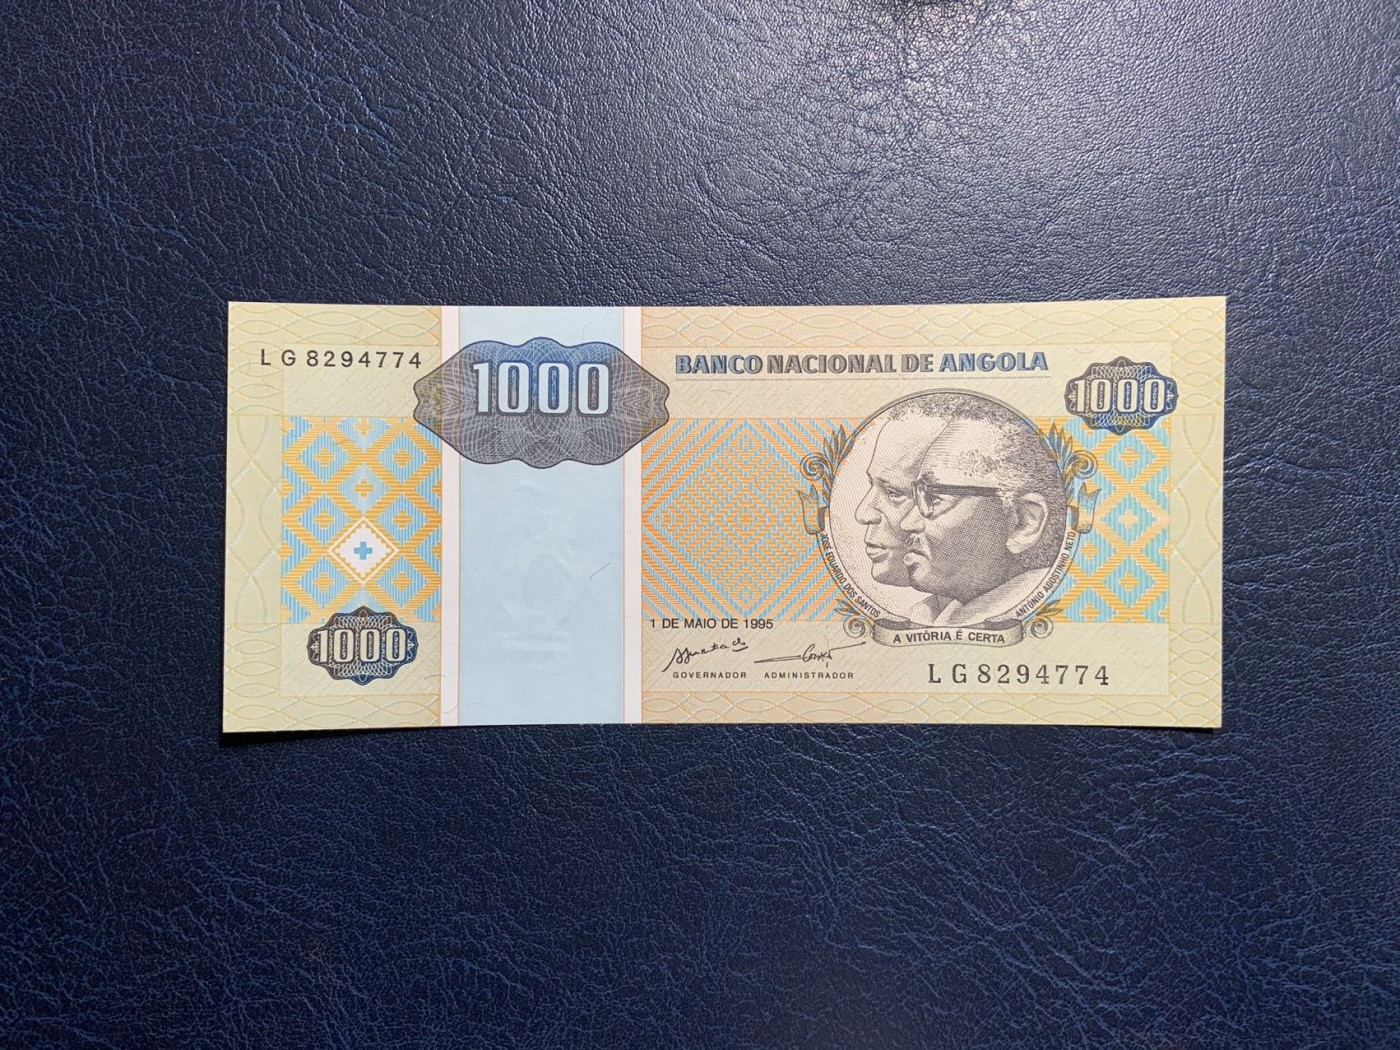 LG8294774
1000
BANCO NACIONAL DE ANGOLA
1000
JOSÉ EDUARDO DOS SANTOS
ANTÓNIO AGOSTINHO NETO
A VITÓRIA É CERTA
1 DE MAIO DE 1995
GOVERNADOR ADMINISTRADOR
1000
LG8294774